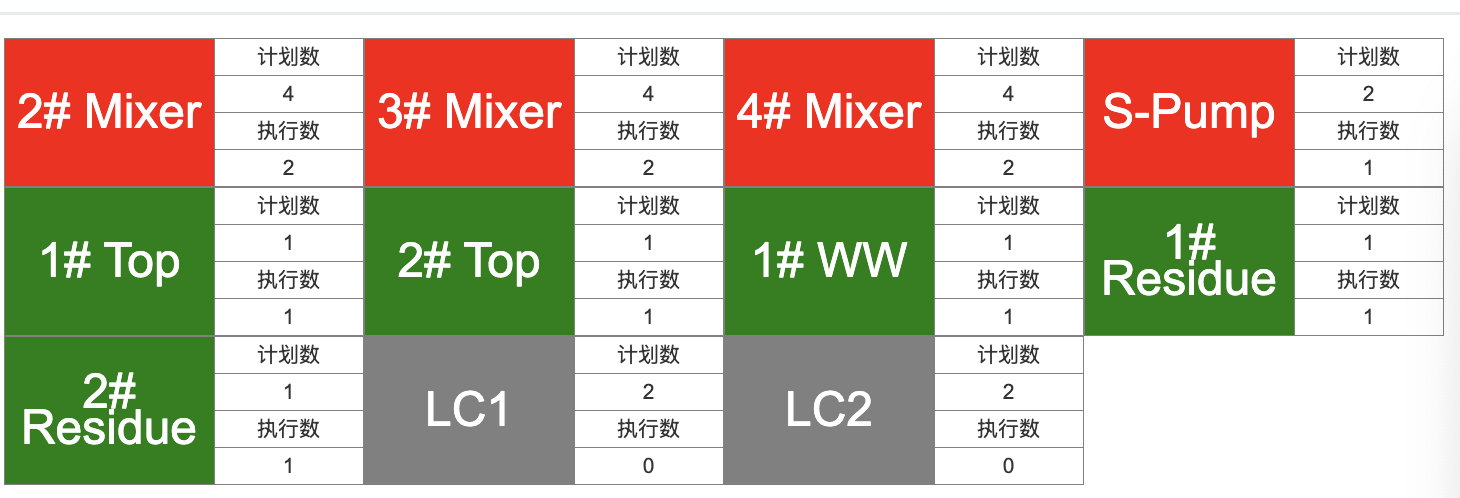 2# Mixer
计划数
4
执行数
2
3# Mixer
计划数
4
执行数
2
4# Mixer
计划数
4
执行数
2
S-Pump
计划数
2
执行数
1
1# Top
计划数
1
执行数
1
2# Top
计划数
1
执行数
1
1# WW
计划数
1
执行数
1
1#
Residue
计划数
1
执行数
1
2#
Residue
计划数
1
执行数
1
LC1
计划数
2
执行数
0
LC2
计划数
2
执行数
0